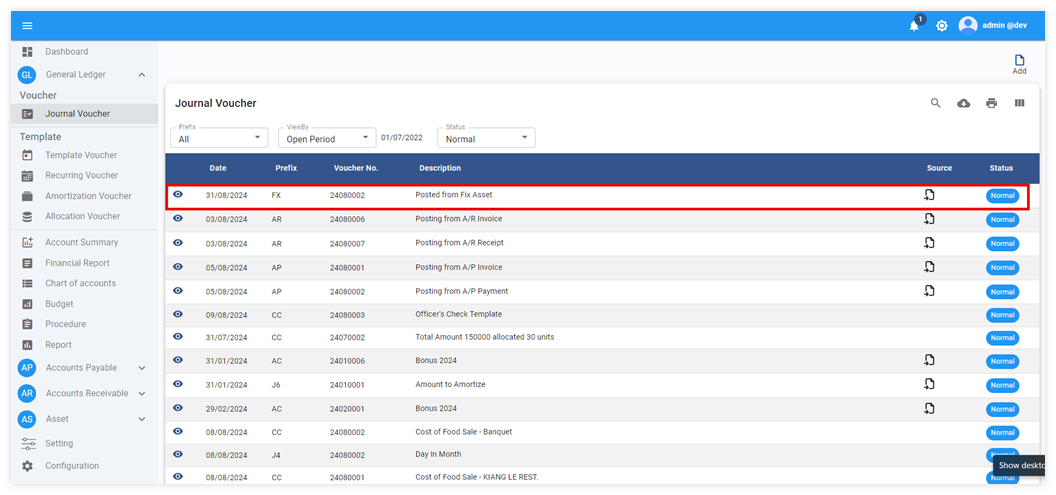 1
admin @dev
Dashboard
GL General Ledger
Voucher
Journal Voucher
Template
Template Voucher
Recurring Voucher
Amortization Voucher
Allocation Voucher
Account Summary
Financial Report
Chart of accounts
Budget
Procedure
Report
AP Accounts Payable
AR Accounts Receivable
AS Asset
Setting
Configuration
Add
Journal Voucher
Prefix ViewBy Status
All Open Period 01/07/2022 Normal
Date Prefix Voucher No. Description Source Status
31/08/2024 FX 24080002 Posted from Fix Asset Normal
03/08/2024 AR 24080006 Posting from A/R Invoice Normal
03/08/2024 AR 24080007 Posting from A/R Receipt Normal
05/08/2024 AP 24080001 Posting from A/P Invoice Normal
05/08/2024 AP 24080002 Posting from A/P Payment Normal
09/08/2024 CC 24080003 Officer's Check Template Normal
31/07/2024 CC 24070002 Total Amount 150000 allocated 30 units Normal
31/01/2024 AC 24010006 Bonus 2024 Normal
31/01/2024 J6 24010001 Amount to Amortize Normal
29/02/2024 AC 24020001 Bonus 2024 Normal
08/08/2024 CC 24080002 Cost of Food Sale - Banquet Normal
08/08/2024 J4 24080002 Day In Month
Show deskto
08/08/2024 CC 24080001 Cost of Food Sale - KIANG LE REST. Normal